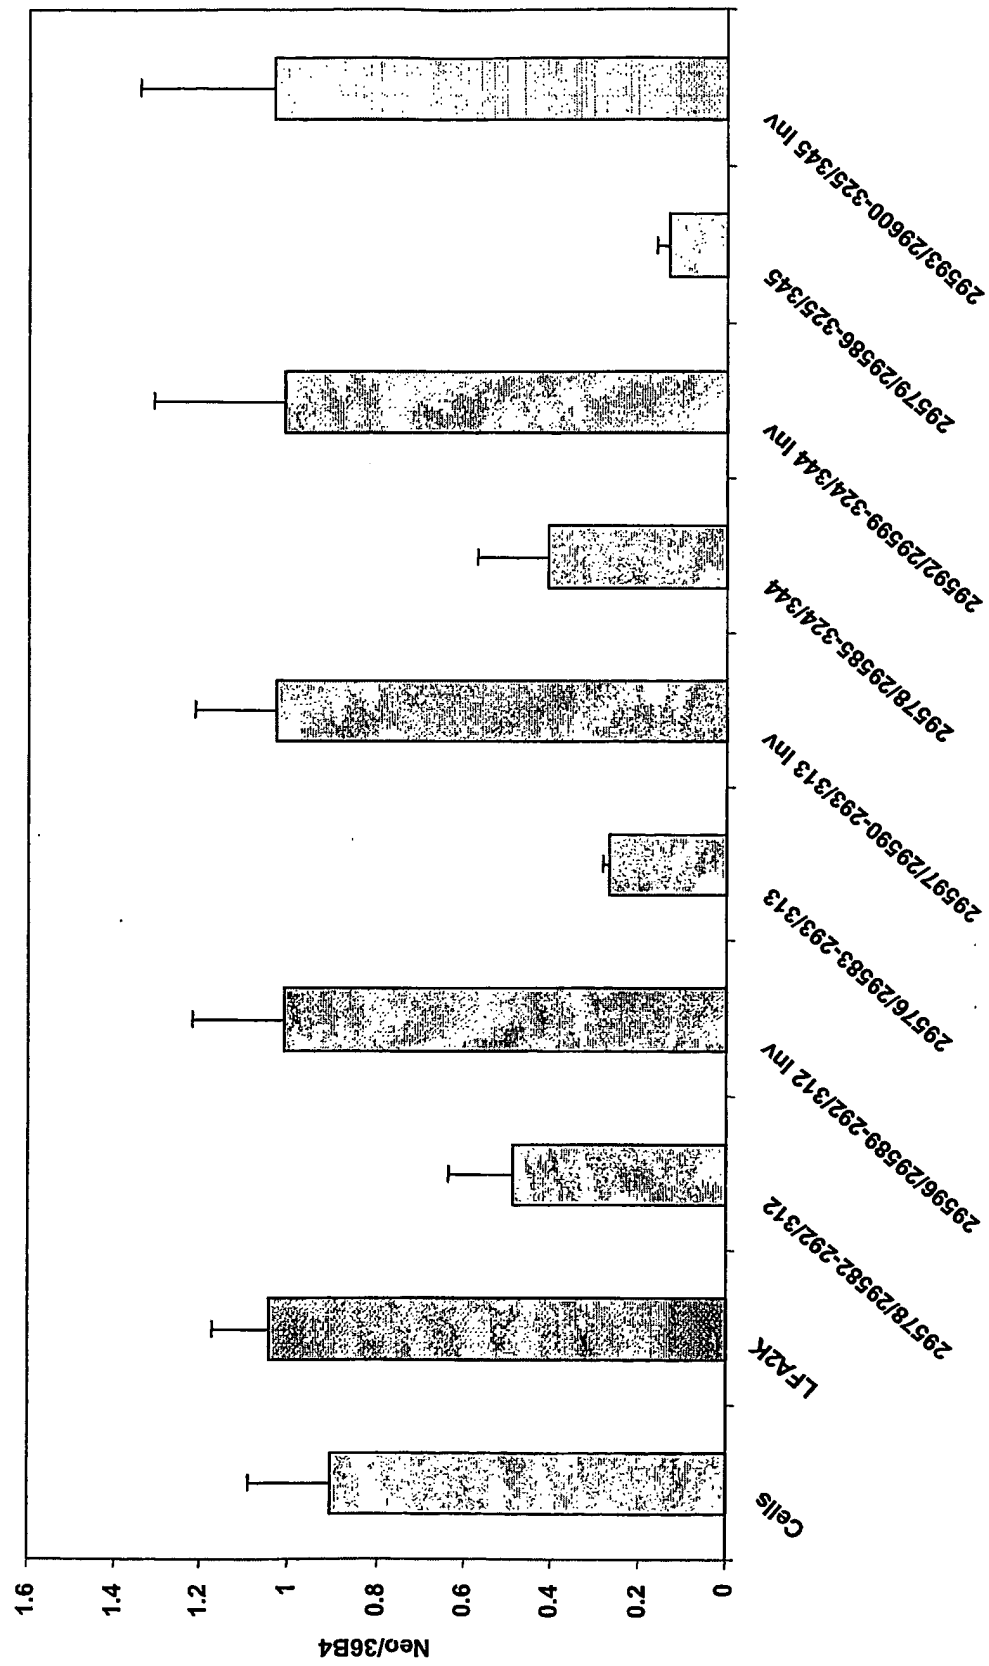 Neo/36B4
1.6
1.4
1.2
1
0.8
0.6
0.4
0.2
0
Cells
LFA2K
29578/29582-292/312
29596/29589-292/312 Inv
29576/29583-293/313
29597/29590-293/313 Inv
29578/29585-324/344
29592/29599-324/344 Inv
29579/29586-325/345
29593/29600-325/345 Inv